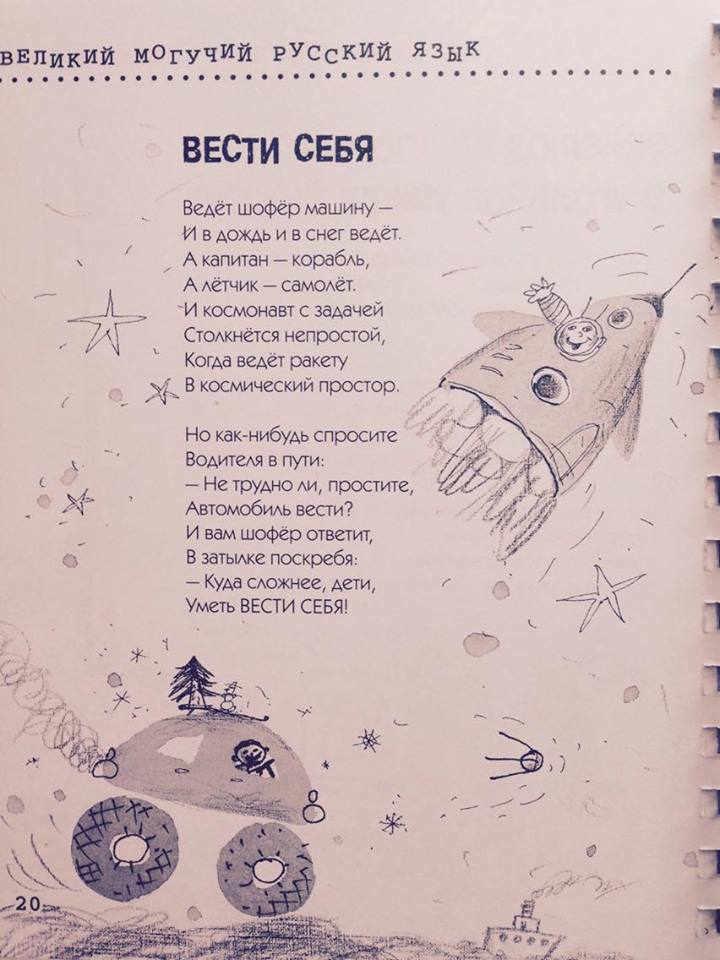 ВЕЛИКИЙ МОГУЧИЙ РУССКИЙ ЯЗЫК
ВЕСТИ СЕБЯ
Ведёт шофёр машину —
И в дождь и в снег ведёт.
А капитан — корабль,
А лётчик — самолёт.
И космонавт с задачей
Столкнётся непростой,
Когда ведёт ракету
В космический простор.
Но как-нибудь спросите
Водителя в пути:
— Не трудно ли, простите,
Автомобиль вести?
И вам шофёр ответит,
В затылке поскребя:
— Куда сложнее, дети,
Уметь ВЕСТИ СЕБЯ!
20